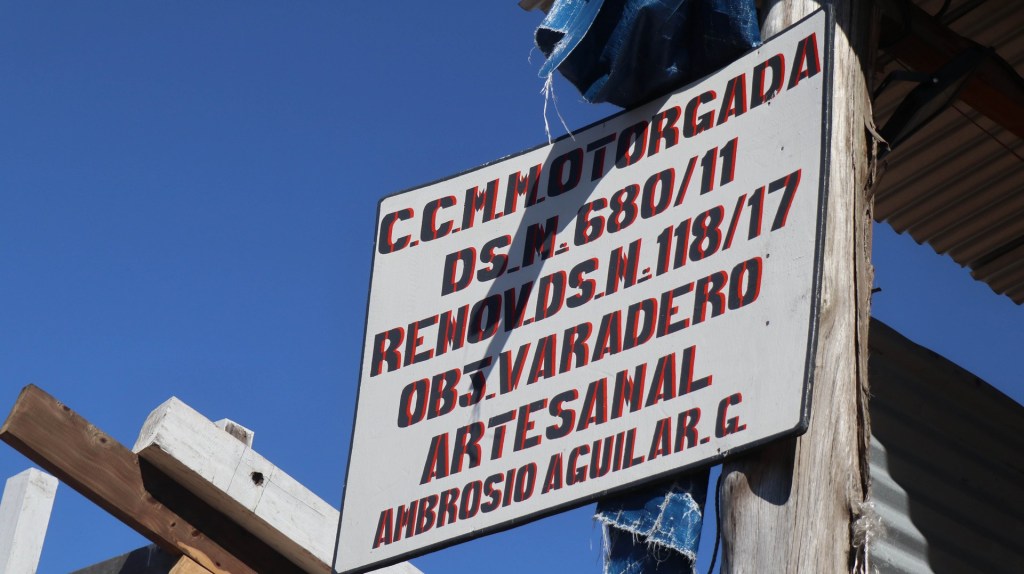 C.C.M.M.OTORGADA
DS.M.680/11
RENOV.DS.M.118/17
OBJ.VARADERO
ARTESANAL
AMBROSIO AGUILAR.G.